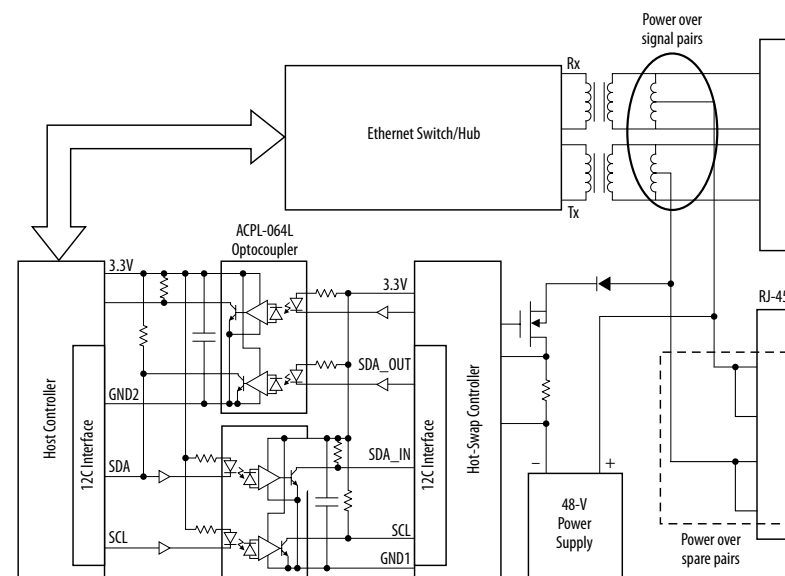 Power over
signal pairs
Rx
Ethernet Switch/Hub
Tx
ACPL-064L
Optocoupler
3.3V
3.3V
RJ-45
SDA_OUT
Host Controller
12C Interface
GND2
SDA
SCL
SDA_IN
SCL
GND1
12C Interface
Hot-Swap Controller
–
+
48-V
Power
Supply
Power over
spare pairs